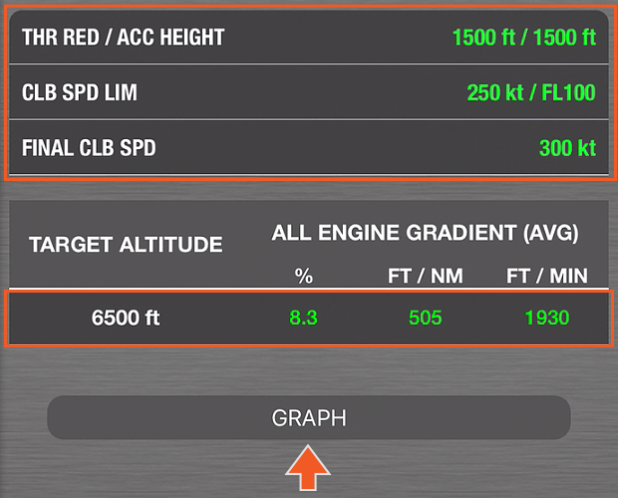 THR RED / ACC HEIGHT 1500 ft / 1500 ft
CLB SPD LIM 250 kt / FL100
FINAL CLB SPD 300 kt
TARGET ALTITUDE ALL ENGINE GRADIENT (AVG)
% FT / NM FT / MIN
6500 ft 8.3 505 1930
GRAPH